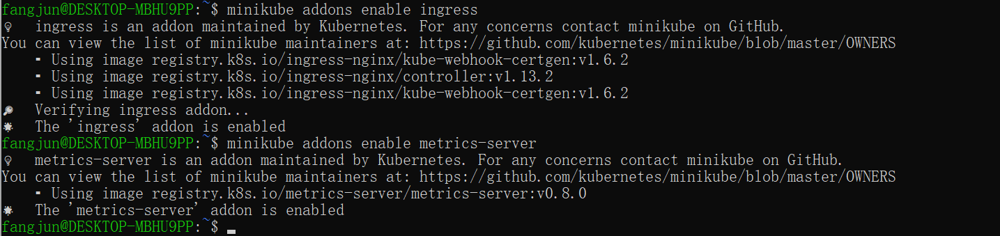 fangjun@DESKTOP-MBHU9PP:~$ minikube addons enable ingress
💡 ingress is an addon maintained by Kubernetes. For any concerns contact minikube on GitHub.
You can view the list of minikube maintainers at: https://github.com/kubernetes/minikube/blob/master/OWNERS
    ▪ Using image registry.k8s.io/ingress-nginx/kube-webhook-certgen:v1.6.2
    ▪ Using image registry.k8s.io/ingress-nginx/controller:v1.13.2
    ▪ Using image registry.k8s.io/ingress-nginx/kube-webhook-certgen:v1.6.2
🔎 Verifying ingress addon...
🌟 The 'ingress' addon is enabled
fangjun@DESKTOP-MBHU9PP:~$ minikube addons enable metrics-server
💡 metrics-server is an addon maintained by Kubernetes. For any concerns contact minikube on GitHub.
You can view the list of minikube maintainers at: https://github.com/kubernetes/minikube/blob/master/OWNERS
    ▪ Using image registry.k8s.io/metrics-server/metrics-server:v0.8.0
🌟 The 'metrics-server' addon is enabled
fangjun@DESKTOP-MBHU9PP:~$